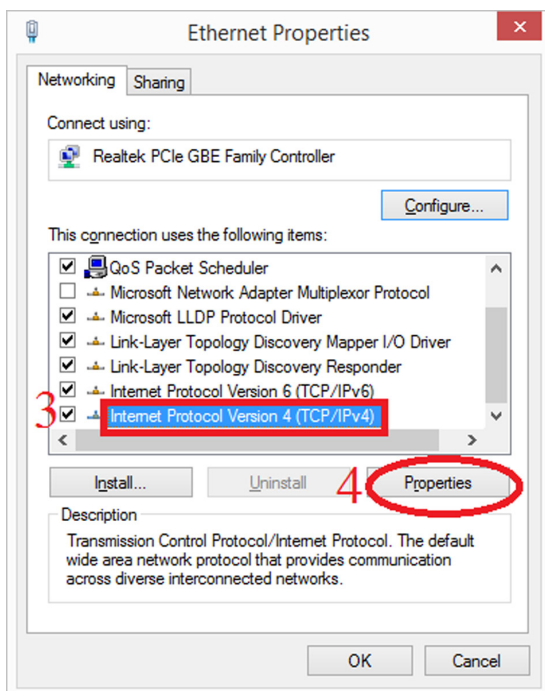 Ethernet Properties
Networking
Sharing
Connect using:
Realtek PCIe GBE Family Controller
Configure...
This connection uses the following items:
QoS Packet Scheduler
Microsoft Network Adapter Multiplexor Protocol
Microsoft LLDP Protocol Driver
Link-Layer Topology Discovery Mapper I/O Driver
Link-Layer Topology Discovery Responder
Internet Protocol Version 6 (TCP/IPv6)
3 Internet Protocol Version 4 (TCP/IPv4)
Install...
Uninstall
4 Properties
Description
Transmission Control Protocol/Internet Protocol. The default
wide area network protocol that provides communication
across diverse interconnected networks.
OK
Cancel